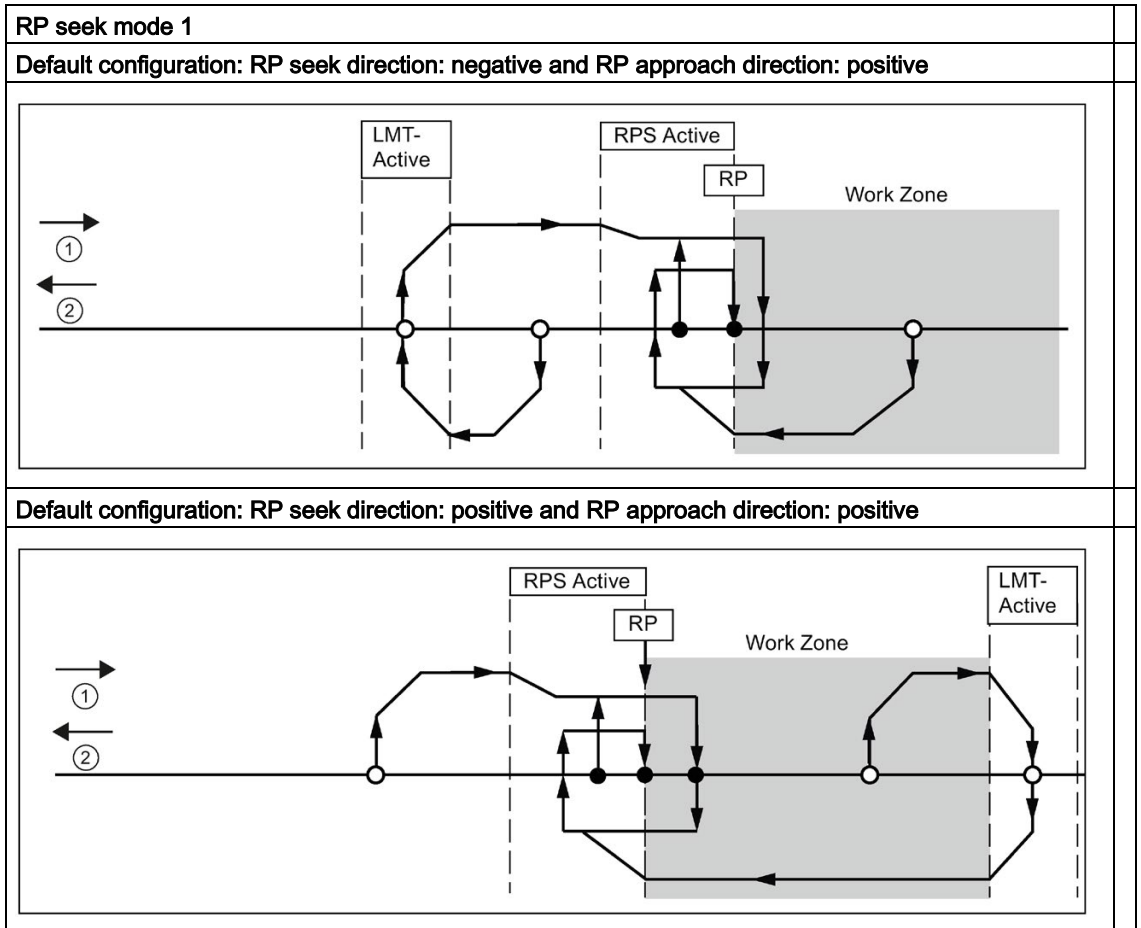 RP seek mode 1
Default configuration: RP seek direction: negative and RP approach direction: positive
LMT-
Active
RPS Active
RP
Work Zone
1
2
Default configuration: RP seek direction: positive and RP approach direction: positive
RPS Active
LMT-
Active
RP
Work Zone
1
2